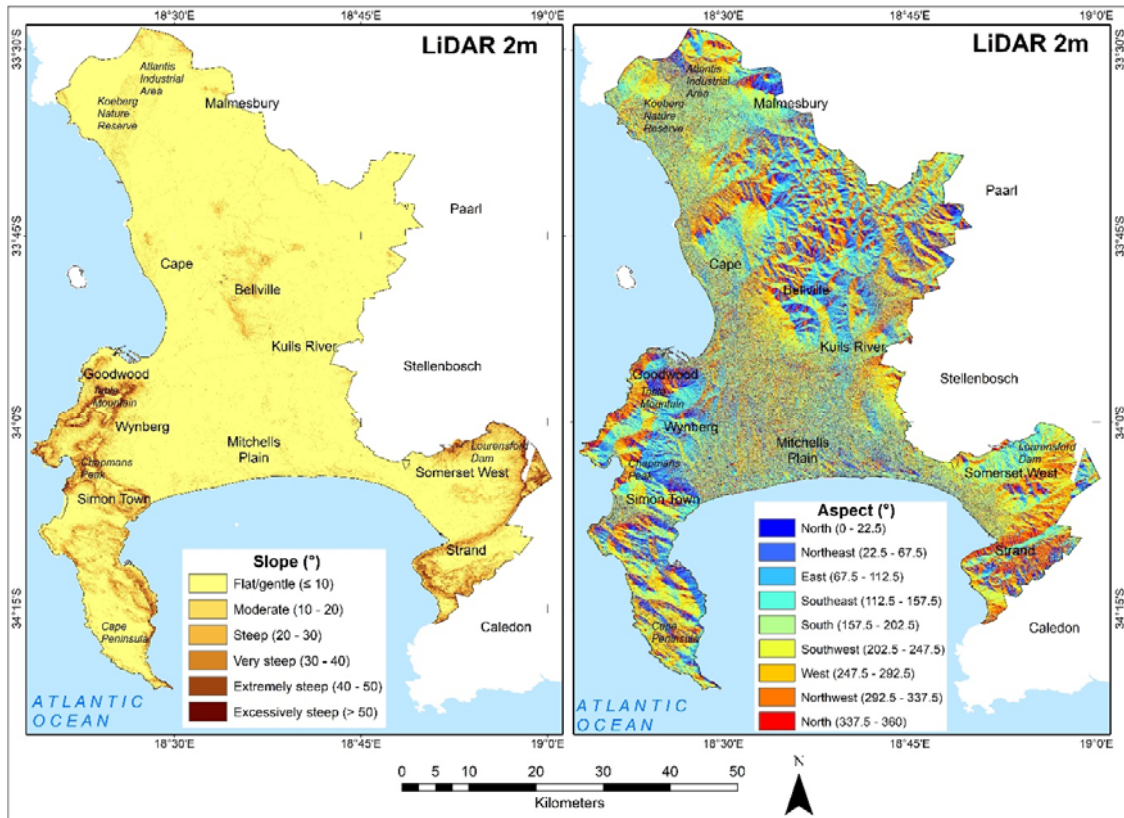 18°30'E
18°45'E
19°0'E
18°30'E
18°45'E
19°0'E
33°30'S
33°45'S
34°0'S
34°15'S
LiDAR 2m
Atlantis
Industrial
Area
Koeberg
Nature
Reserve
Malmesbury
Paarl
Cape
Bellville
Kuils River
Stellenbosch
Goodwood
Table
Mountain
Wynberg
Mitchells
Plain
Chapmans
Peak
Simon Town
Lourensford
Dam
Somerset West
Strand
Caledon
Cape
Peninsula
ATLANTIC
OCEAN
Slope (°)
Flat/gentle (≤ 10)
Moderate (10 - 20)
Steep (20 - 30)
Very steep (30 - 40)
Extremely steep (40 - 50)
Excessively steep (> 50)
18°30'E
18°45'E
19°0'E
LiDAR 2m
Atlantis
Industrial
Area
Koeberg
Nature
Reserve
Malmesbury
Paarl
Cape
Bellville
Kuils River
Stellenbosch
Goodwood
Table
Mountain
Wynberg
Mitchells
Plain
Chapmans
Peak
Simon Town
Lourensford
Dam
Somerset West
Strand
Caledon
Cape
Peninsula
ATLANTIC
OCEAN
Aspect (°)
North (0 - 22.5)
Northeast (22.5 - 67.5)
East (67.5 - 112.5)
Southeast (112.5 - 157.5)
South (157.5 - 202.5)
Southwest (202.5 - 247.5)
West (247.5 - 292.5)
Northwest (292.5 - 337.5)
North (337.5 - 360)
33°30'S
33°45'S
34°0'S
34°15'S
18°30'E
18°45'E
19°0'E
0 5 10 20 30 40 50
Kilometers
N